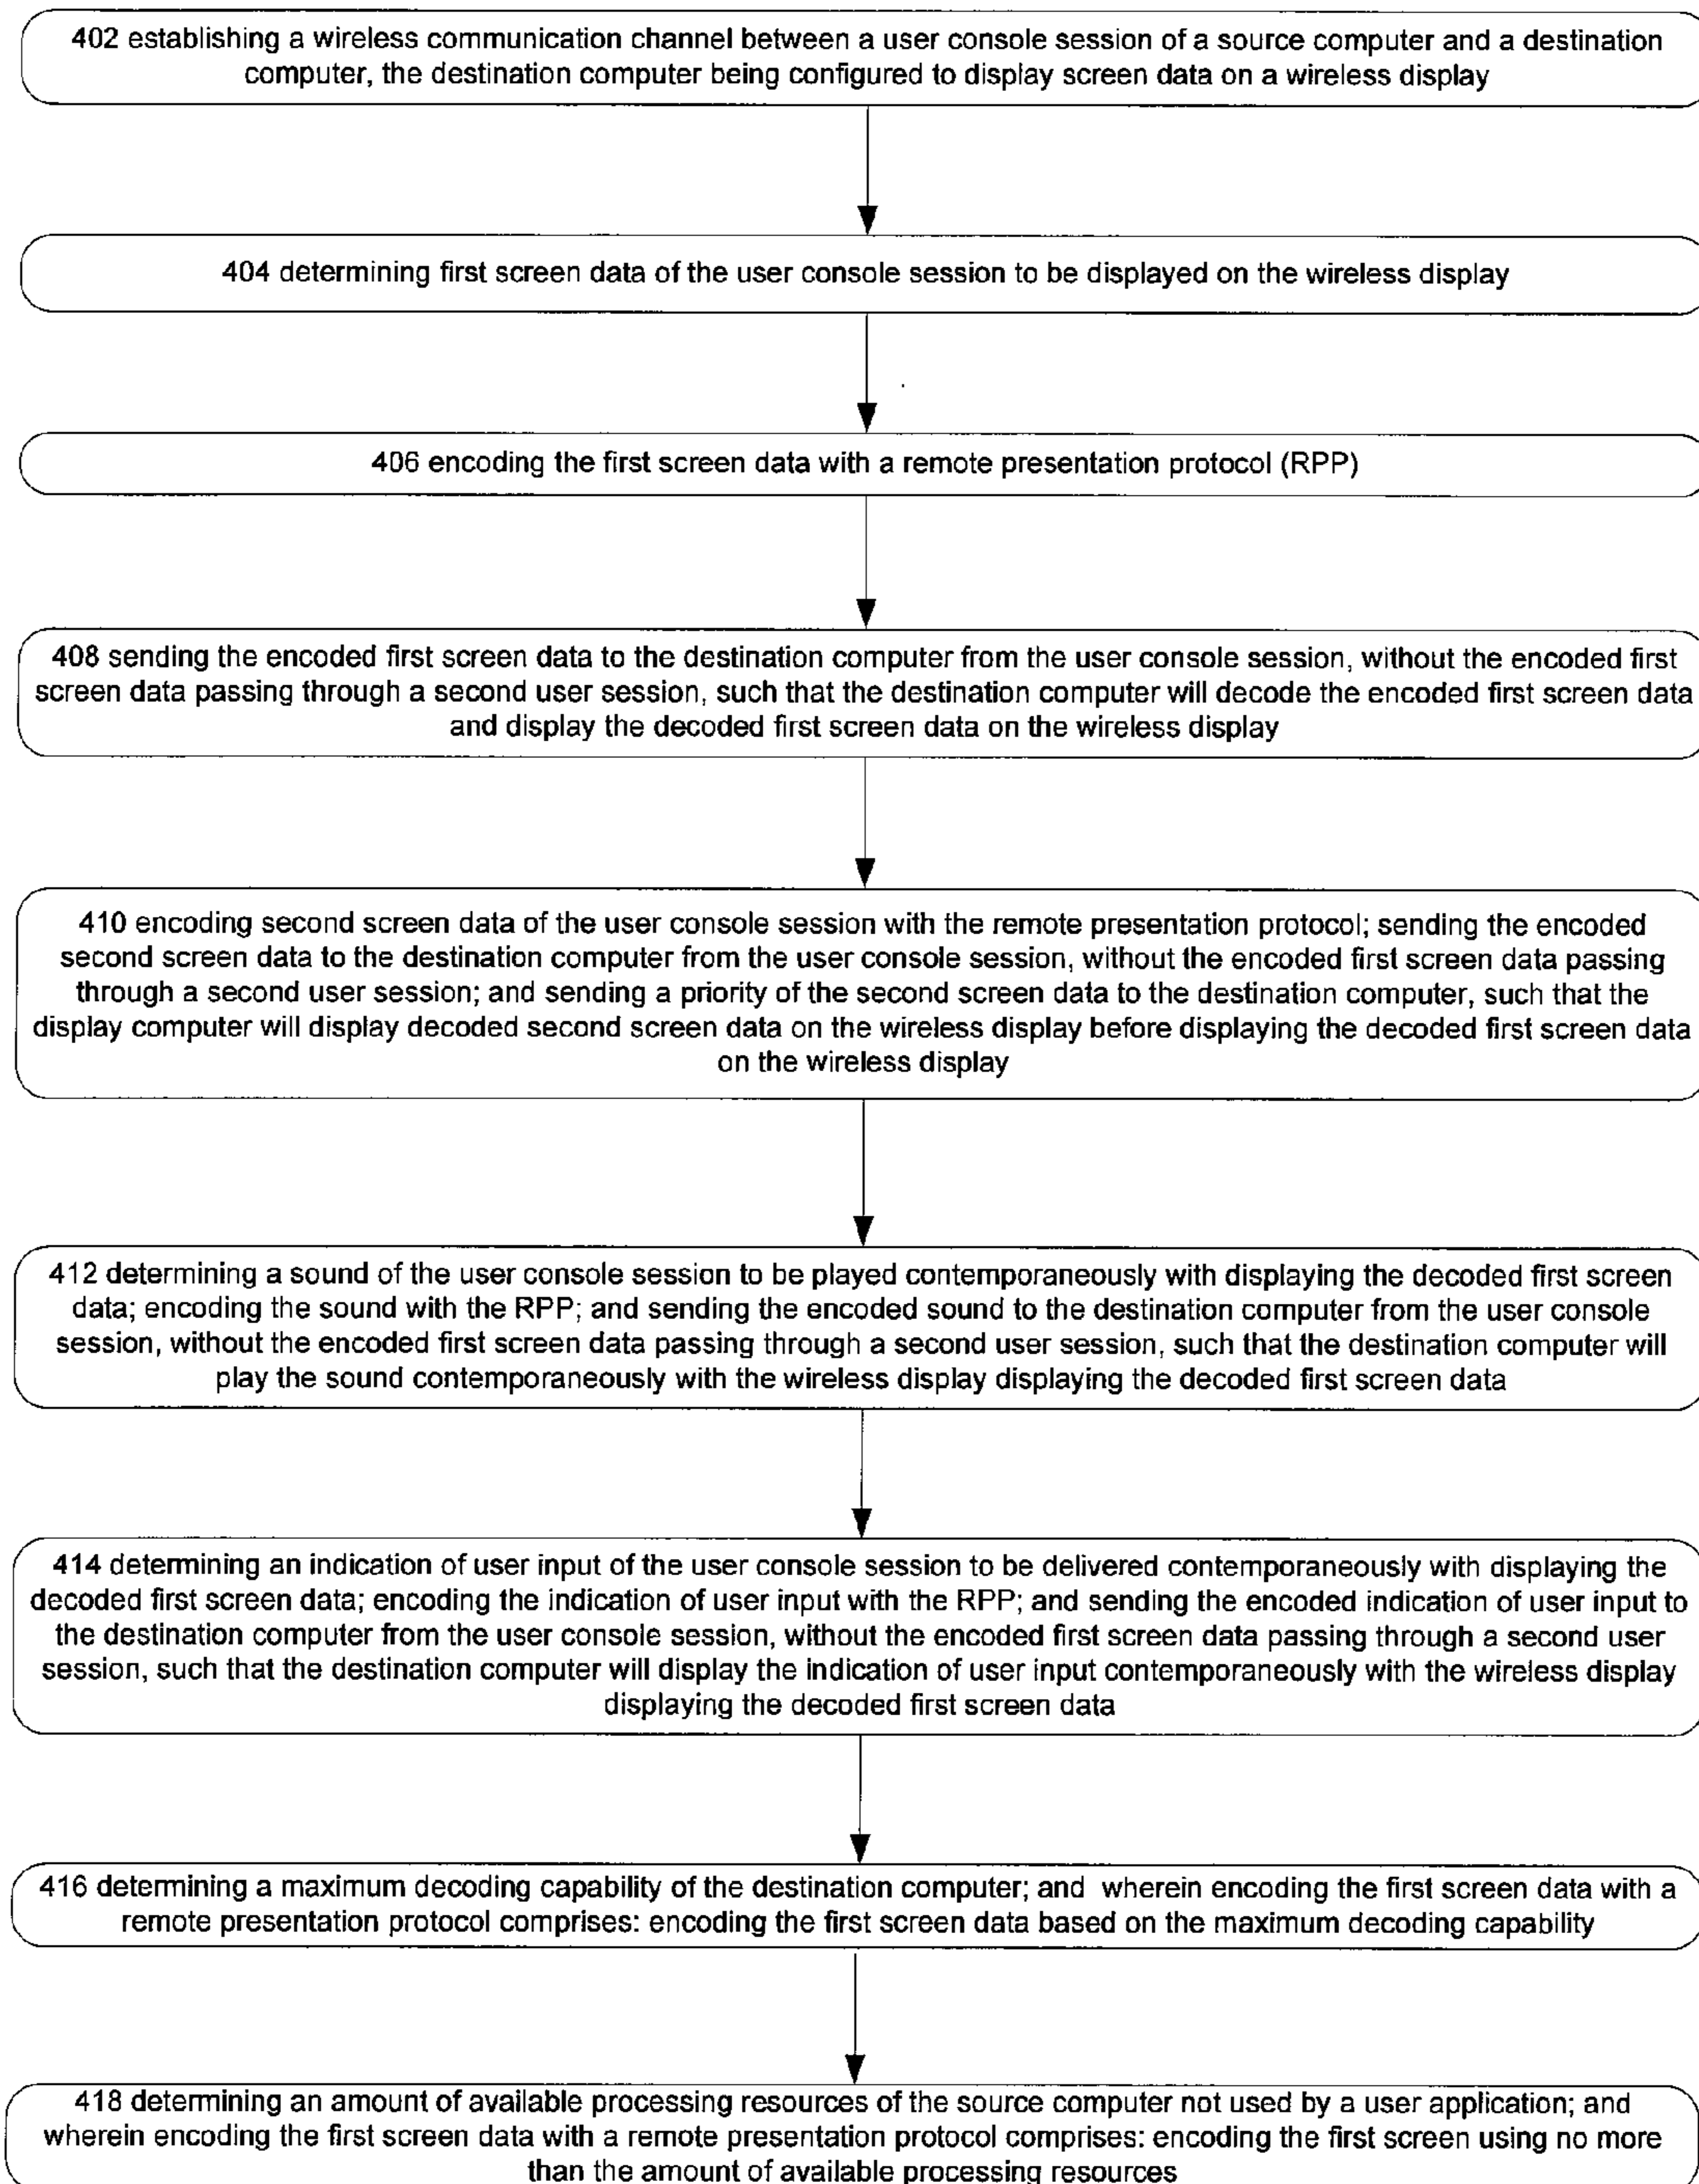 402 establishing a wireless communication channel between a user console session of a source computer and a destination
computer, the destination computer being configured to display screen data on a wireless display
404 determining first screen data of the user console session to be displayed on the wireless display
406 encoding the first screen data with a remote presentation protocol (RPP)
408 sending the encoded first screen data to the destination computer from the user console session, without the encoded first
screen data passing through a second user session, such that the destination computer will decode the encoded first screen data
and display the decoded first screen data on the wireless display
410 encoding second screen data of the user console session with the remote presentation protocol; sending the encoded
second screen data to the destination computer from the user console session, without the encoded first screen data passing
through a second user session; and sending a priority of the second screen data to the destination computer, such that the
display computer will display decoded second screen data on the wireless display before displaying the decoded first screen data
on the wireless display
412 determining a sound of the user console session to be played contemporaneously with displaying the decoded first screen
data; encoding the sound with the RPP; and sending the encoded sound to the destination computer from the user console
session, without the encoded first screen data passing through a second user session, such that the destination computer will
play the sound contemporaneously with the wireless display displaying the decoded first screen data
414 determining an indication of user input of the user console session to be delivered contemporaneously with displaying the
decoded first screen data; encoding the indication of user input with the RPP; and sending the encoded indication of user input to
the destination computer from the user console session, without the encoded first screen data passing through a second user
session, such that the destination computer will display the indication of user input contemporaneously with the wireless display
displaying the decoded first screen data
416 determining a maximum decoding capability of the destination computer; and wherein encoding the first screen data with a
remote presentation protocol comprises: encoding the first screen data based on the maximum decoding capability
418 determining an amount of available processing resources of the source computer not used by a user application; and
wherein encoding the first screen data with a remote presentation protocol comprises: encoding the first screen using no more
than the amount of available processing resources